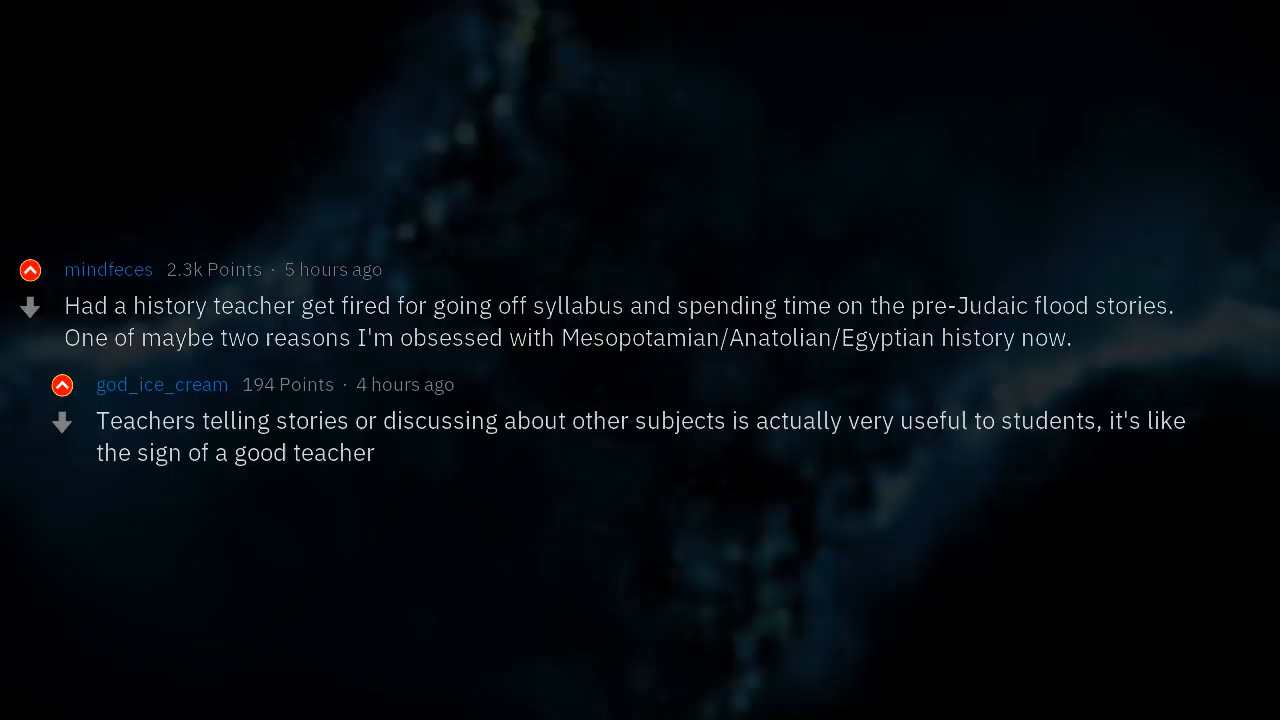 mindfeces 2.3k Points · 5 hours ago
Had a history teacher get fired for going off syllabus and spending time on the pre-Judaic flood stories.
One of maybe two reasons I'm obsessed with Mesopotamian/Anatolian/Egyptian history now.
god_ice_cream 194 Points · 4 hours ago
Teachers telling stories or discussing about other subjects is actually very useful to students, it's like
the sign of a good teacher